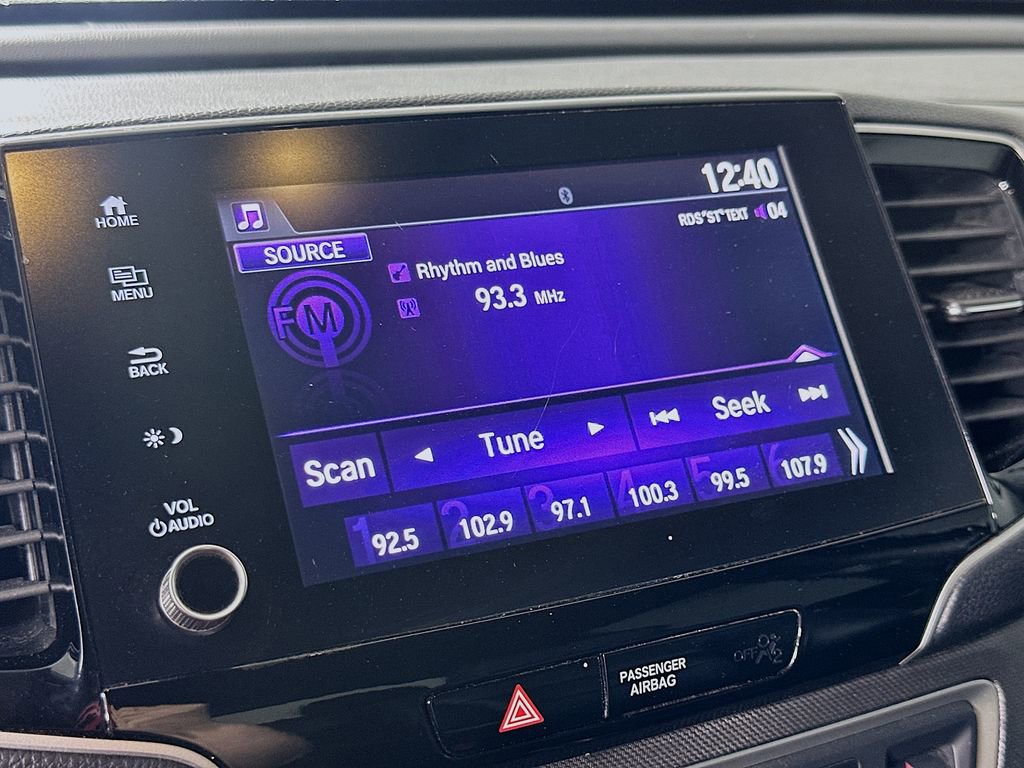 12:40
RDS ST TEXT 04
HOME
SOURCE
Rhythm and Blues
FM
93.3 MHz
MENU
BACK
Scan
Tune
Seek
1 92.5
2 102.9
3 97.1
4 100.3
5 99.5
6 107.9
VOL
AUDIO
PASSENGER
AIRBAG
OFF